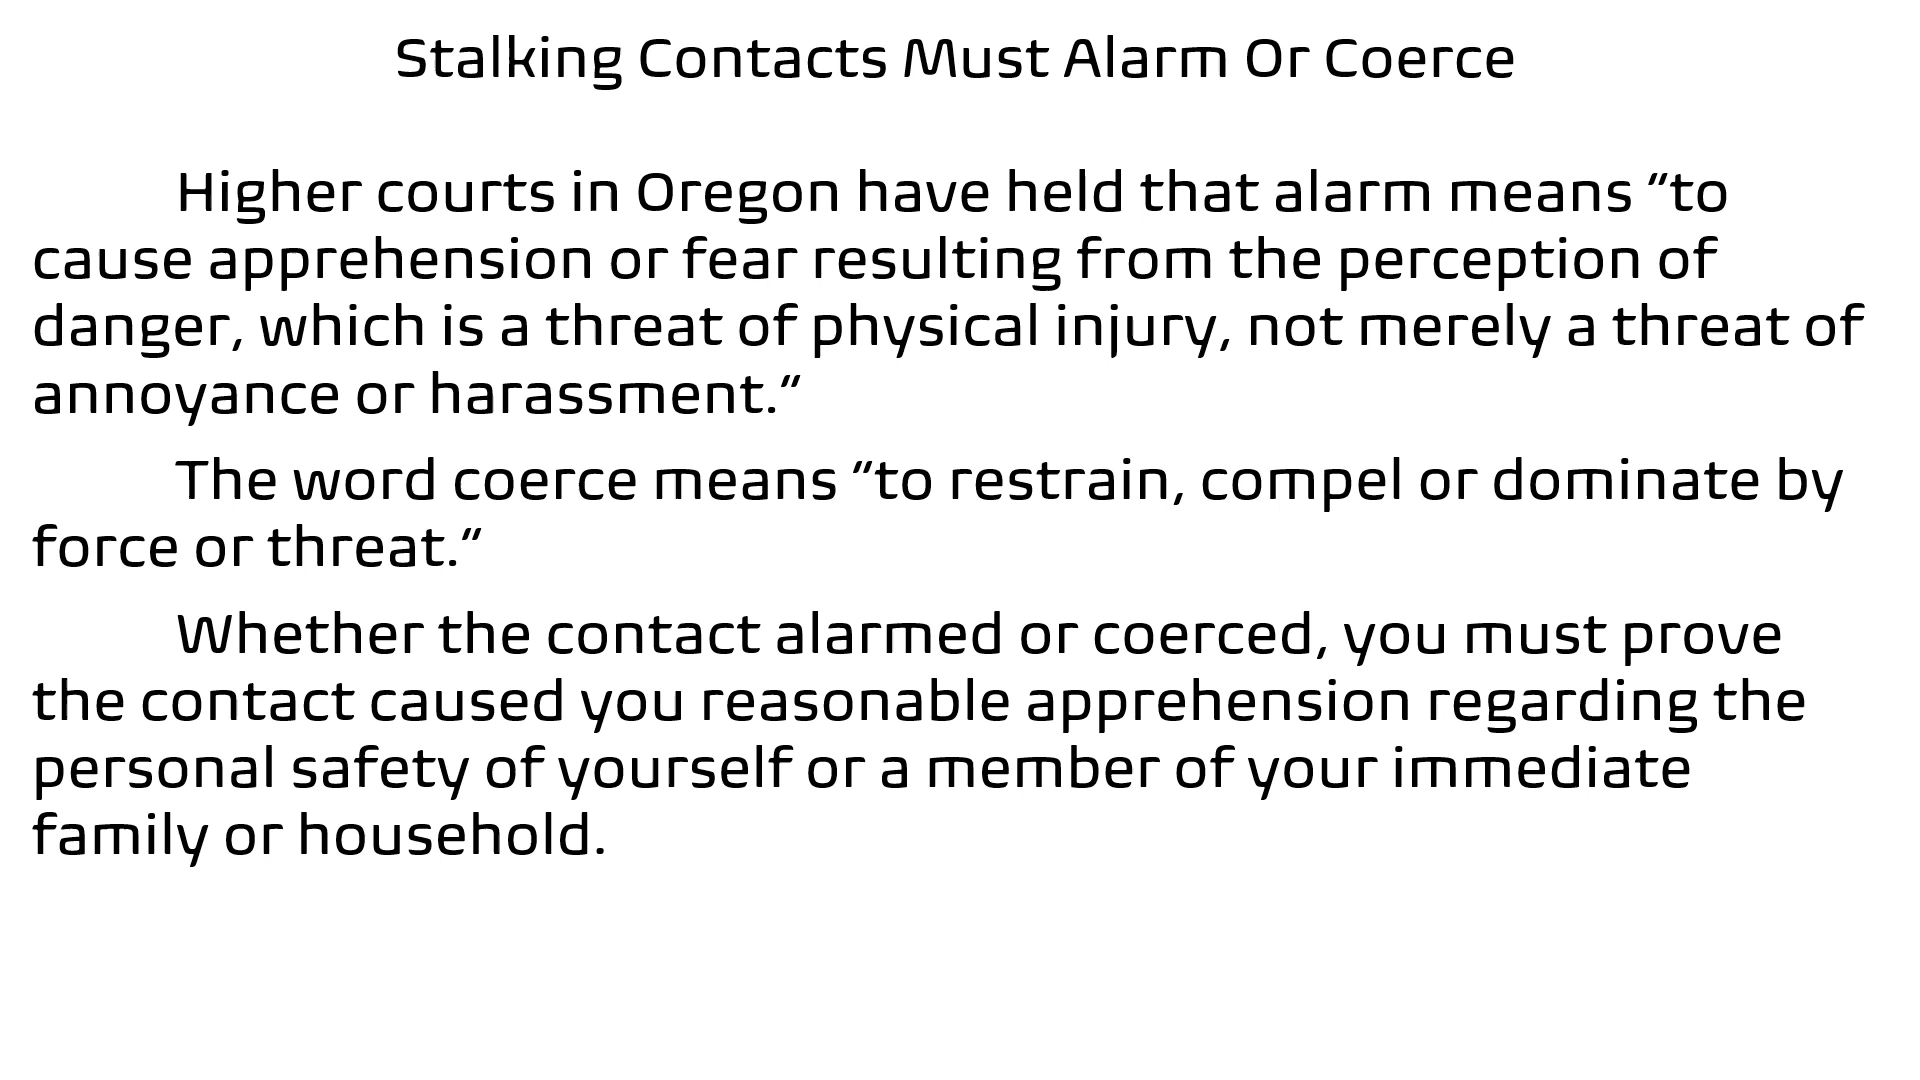 Stalking Contacts Must Alarm Or Coerce
Higher courts in Oregon have held that alarm means “to
cause apprehension or fear resulting from the perception of
danger, which is a threat of physical injury, not merely a threat of
annoyance or harassment.”
The word coerce means “to restrain, compel or dominate by
force or threat.”
Whether the contact alarmed or coerced, you must prove
the contact caused you reasonable apprehension regarding the
personal safety of yourself or a member of your immediate
family or household.